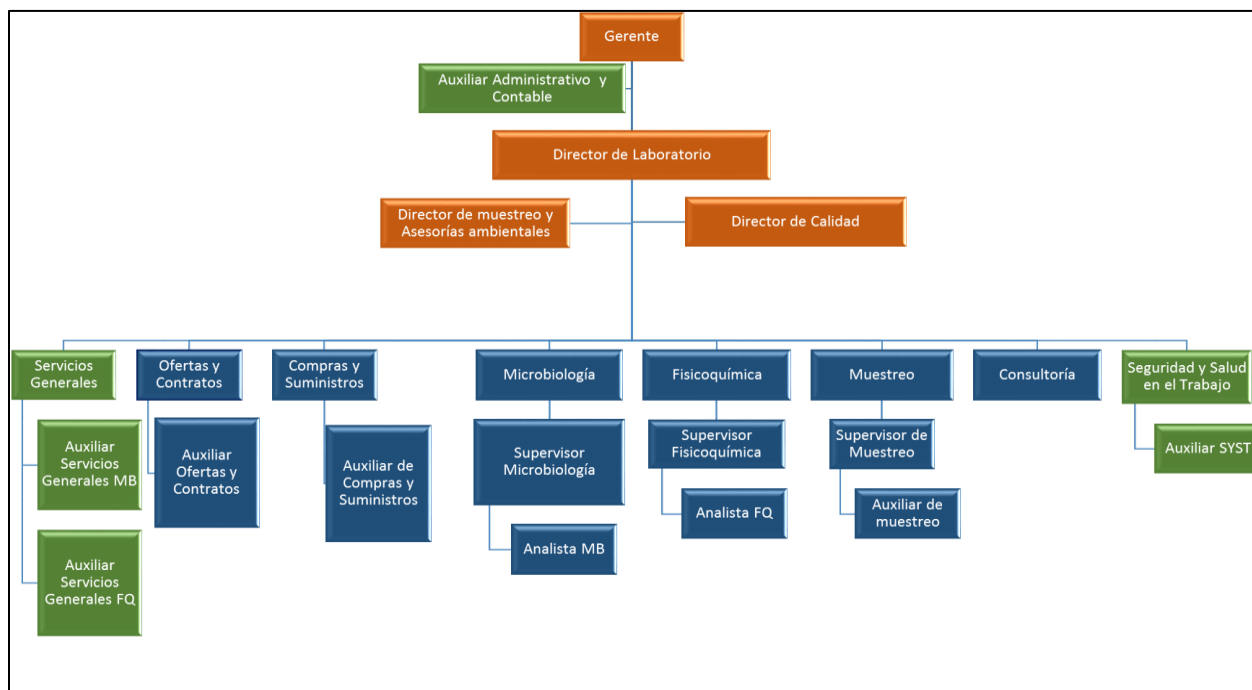 Gerente
Auxiliar Administrativo y
Contable
Director de Laboratorio
Director de muestreo y
Asesorías ambientales
Director de Calidad
Servicios
Generales
Ofertas y
Contratos
Compras y
Suministros
Microbiología
Fisicoquímica
Muestreo
Consultoría
Seguridad y Salud
en el Trabajo
Auxiliar
Servicios
Generales MB
Auxiliar
Ofertas y
Contratos
Auxiliar de
Compras y
Suministros
Supervisor
Microbiología
Supervisor
Fisicoquímica
Supervisor de
Muestreo
Auxiliar SYST
Analista MB
Analista FQ
Auxiliar de
muestreo
Auxiliar
Servicios
Generales FQ